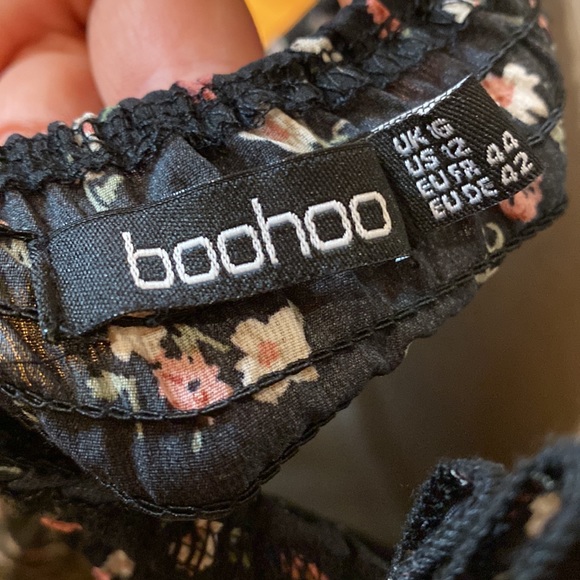 boohoo
UK 16
US 12
EU FR 44
EU DE 42